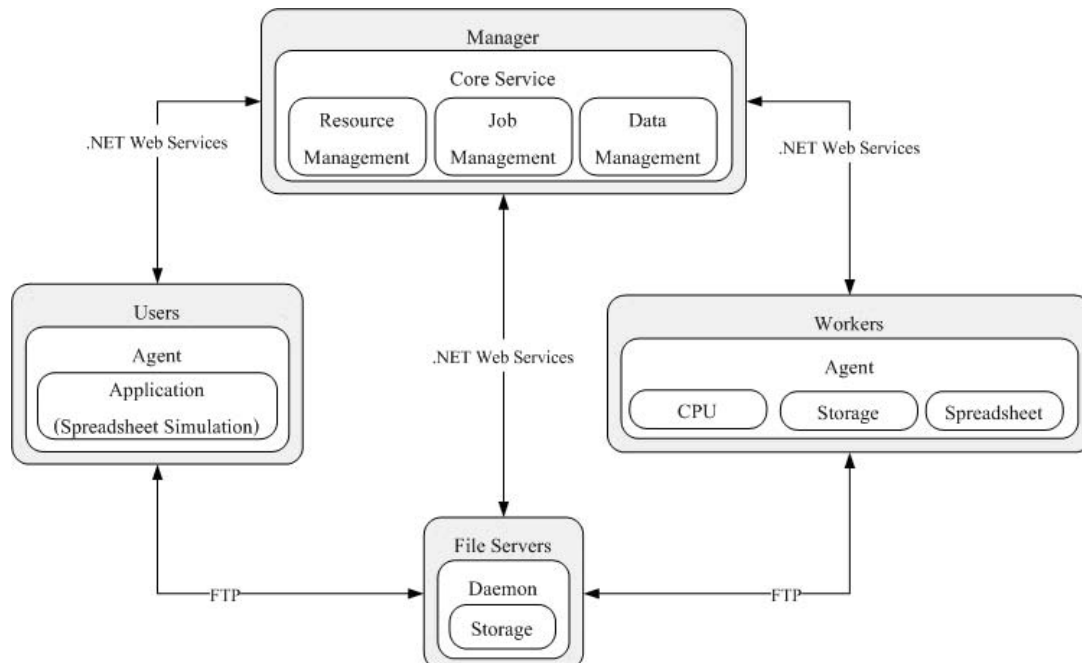 Manager
Core Service
Resource
Management
Job
Management
Data
Management
.NET Web Services
.NET Web Services
Users
Agent
Application
(Spreadsheet Simulation)
.NET Web Services
Workers
Agent
CPU
Storage
Spreadsheet
File Servers
Daemon
Storage
FTP
FTP